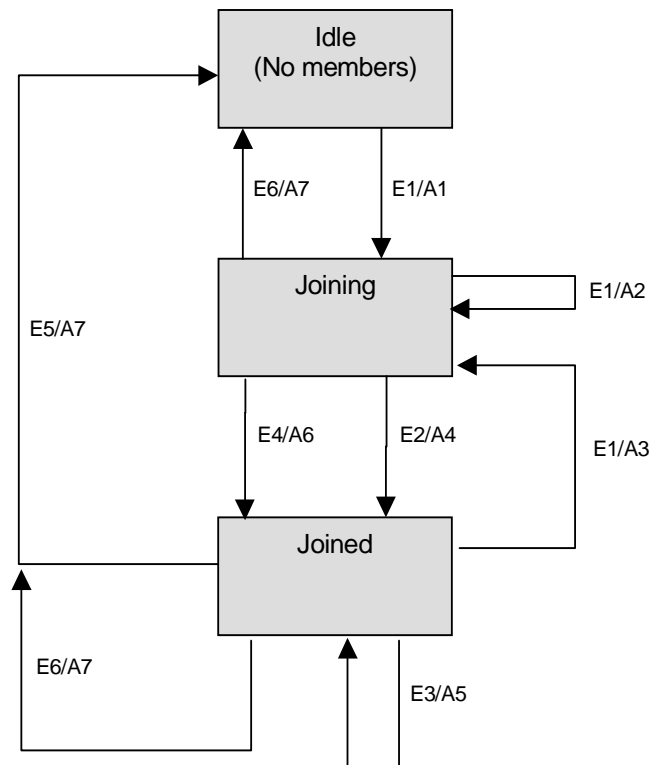 Idle
(No members)
E6/A7
E1/A1
Joining
E1/A2
E5/A7
E4/A6
E2/A4
E1/A3
Joined
E6/A7
E3/A5